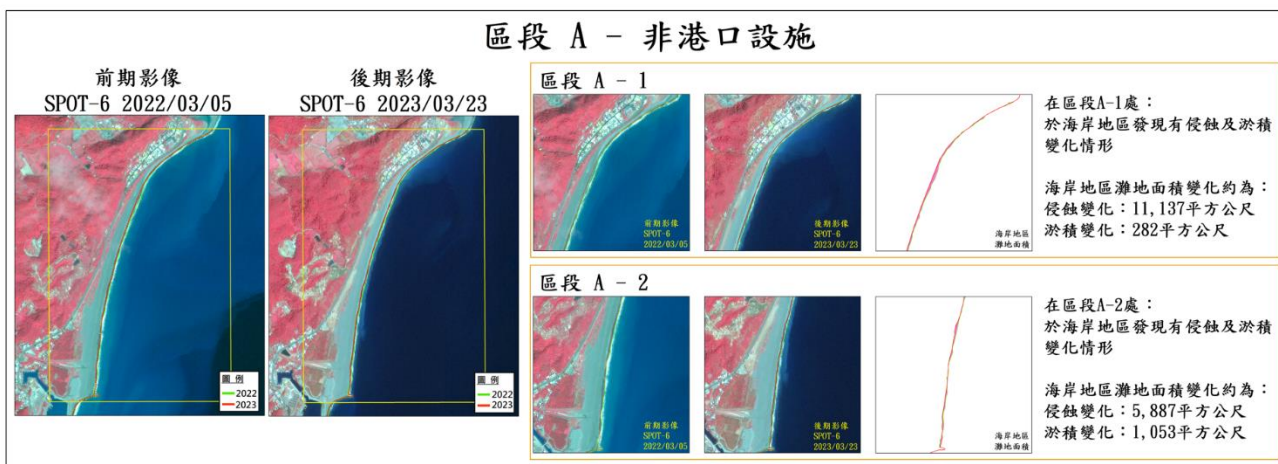 區段 A - 非港口設施
前期影像
SPOT-6 2022/03/05
後期影像
SPOT-6 2023/03/23
圖 例
2022
2023
圖 例
2022
2023
區段 A - 1
前期影像
SPOT-6
2022/03/05
後期影像
SPOT-6
2023/03/23
海岸地區
灘地面積
在區段A-1處：
於海岸地區發現有侵蝕及淤積
變化情形
海岸地區灘地面積變化約為：
侵蝕變化：11,137平方公尺
淤積變化：282平方公尺
區段 A - 2
前期影像
SPOT-6
2022/03/05
後期影像
SPOT-6
2023/03/23
海岸地區
灘地面積
在區段A-2處：
於海岸地區發現有侵蝕及淤積
變化情形
海岸地區灘地面積變化約為：
侵蝕變化：5,887平方公尺
淤積變化：1,053平方公尺